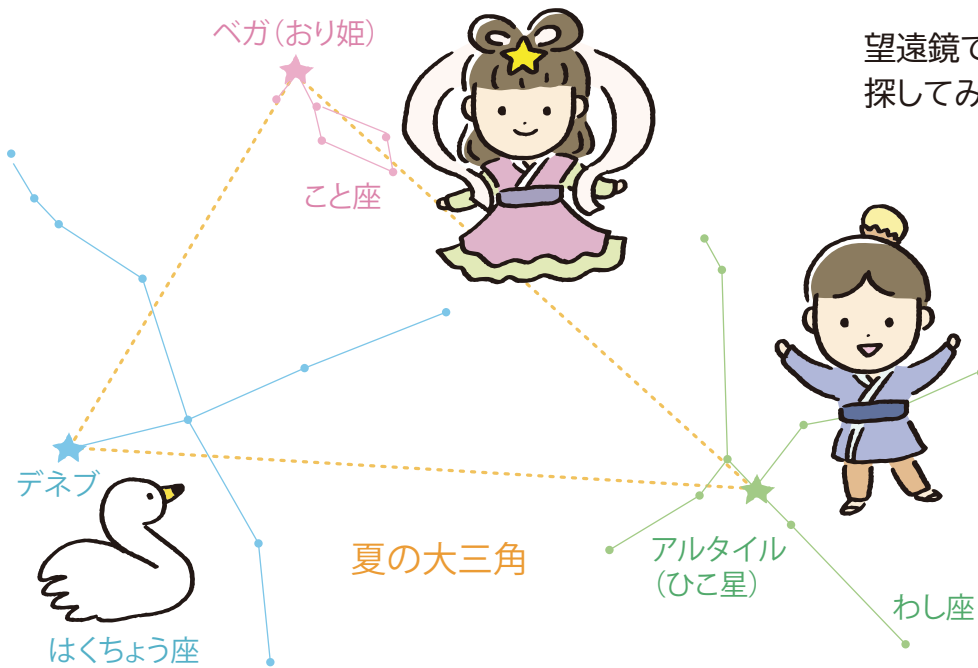 ベガ（おり姫）
望遠鏡で
探してみ
こと座
デネブ
夏の大三角
アルタイル
（ひこ星）
わし座
はくちょう座